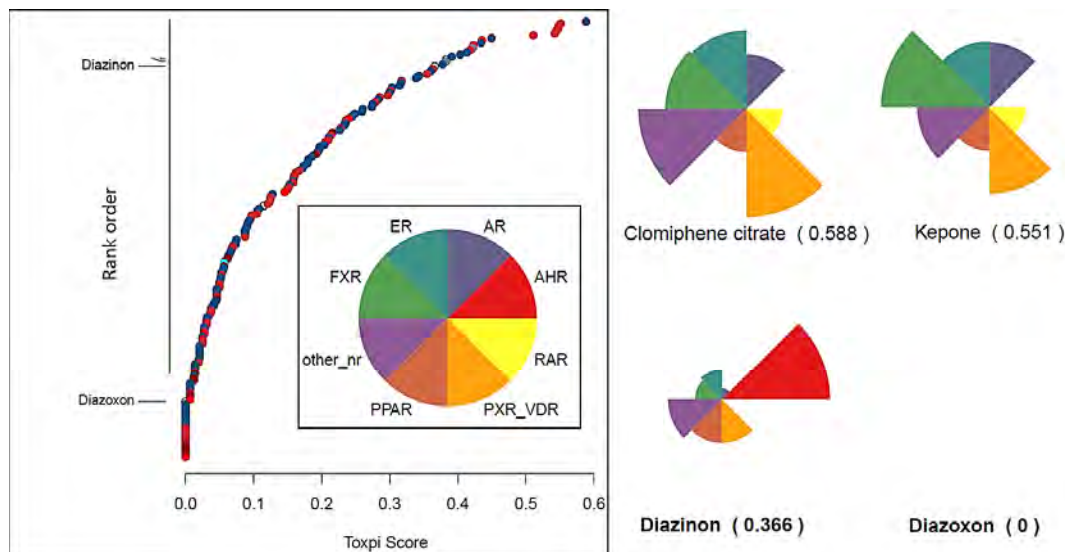 Diazinon
Diazoxon
Rank order
0.0 0.1 0.2 0.3 0.4 0.5 0.6
Toxpi Score
ER AR
FXR AHR
other_nr RAR
PPAR PXR_VDR
Clomiphene citrate ( 0.588 )
Kepone ( 0.551 )
Diazinon ( 0.366 )
Diazoxon ( 0 )